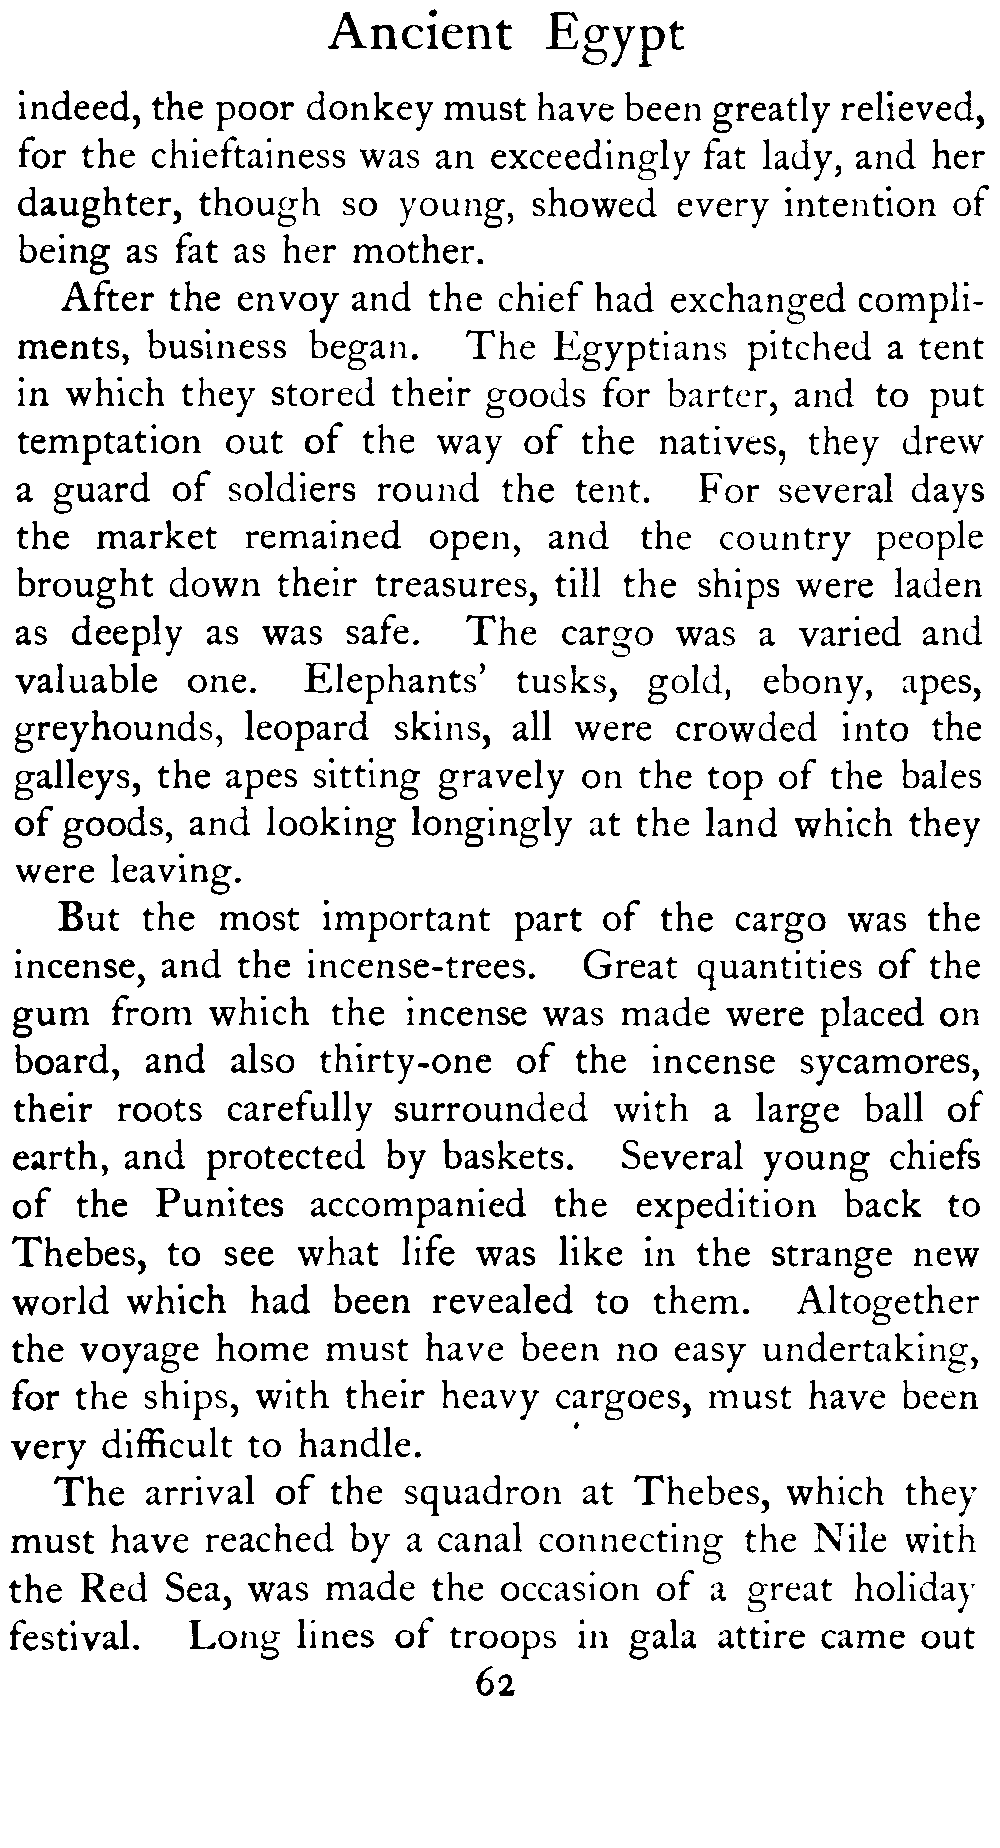 Ancient Egypt
indeed, the poor donkey must have been greatly relieved,
for the chieftainess was an exceedingly fat lady, and her
daughter, though so young, showed every intention of
being as fat as her mother.
After the envoy and the chief had exchanged compli-
ments, business began. The Egyptians pitched a tent
in which they stored their goods for barter, and to put
temptation out of the way of the natives, they drew
a guard of soldiers round the tent. For several days
the market remained open, and the country people
brought down their treasures, till the ships were laden
as deeply as was safe. The cargo was a varied and
valuable one. Elephants' tusks, gold, ebony, apes,
greyhounds, leopard skins, all were crowded into the
galleys, the apes sitting gravely on the top of the bales
of goods, and looking longingly at the land which they
were leaving.
But the most important part of the cargo was the
incense, and the incense-trees. Great quantities of the
gum from which the incense was made were placed on
board, and also thirty-one of the incense sycamores,
their roots carefully surrounded with a large ball of
earth, and protected by baskets. Several young chiefs
of the Punites accompanied the expedition back to
Thebes, to see what life was like in the strange new
world which had been revealed to them. Altogether
the voyage home must have been no easy undertaking,
for the ships, with their heavy cargoes, must have been
very difficult to handle.
The arrival of the squadron at Thebes, which they
must have reached by a canal connecting the Nile with
the Red Sea, was made the occasion of a great holiday
festival. Long lines of troops in gala attire came out
62